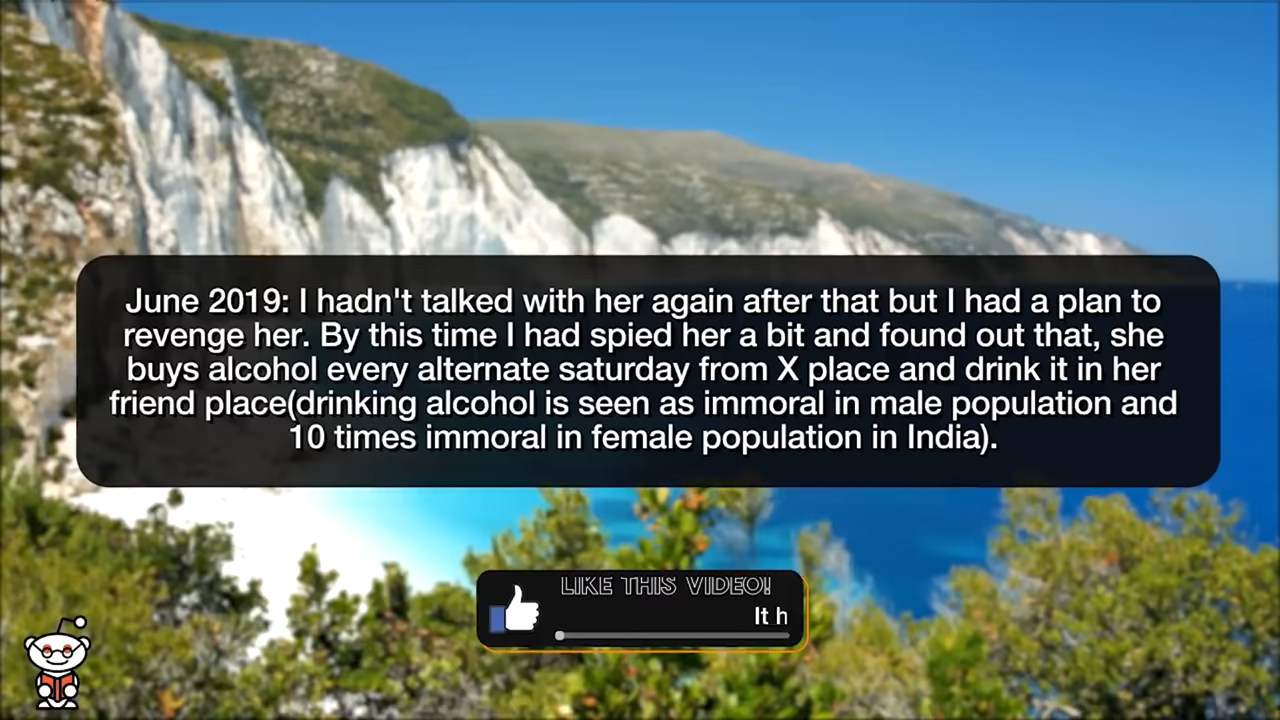 June 2019: I hadn't talked with her again after that but I had a plan to
revenge her. By this time I had spied her a bit and found out that, she
buys alcohol every alternate saturday from X place and drink it in her
friend place(drinking alcohol is seen as immoral in male population and
10 times immoral in female population in India).
LIKE THIS VIDEO!
It h